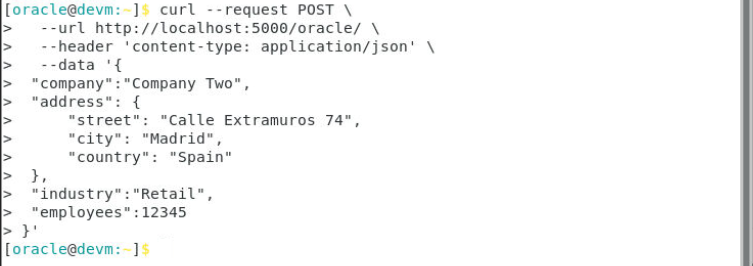 [oracle@devm:~]$ curl --request POST \
>   --url http://localhost:5000/oracle/ \
>   --header 'content-type: application/json' \
>   --data '{
>  "company":"Company Two",
>  "address": {
>      "street": "Calle Extramuros 74",
>      "city": "Madrid",
>      "country": "Spain"
>  },
>  "industry":"Retail",
>  "employees":12345
> }'
[oracle@devm:~]$